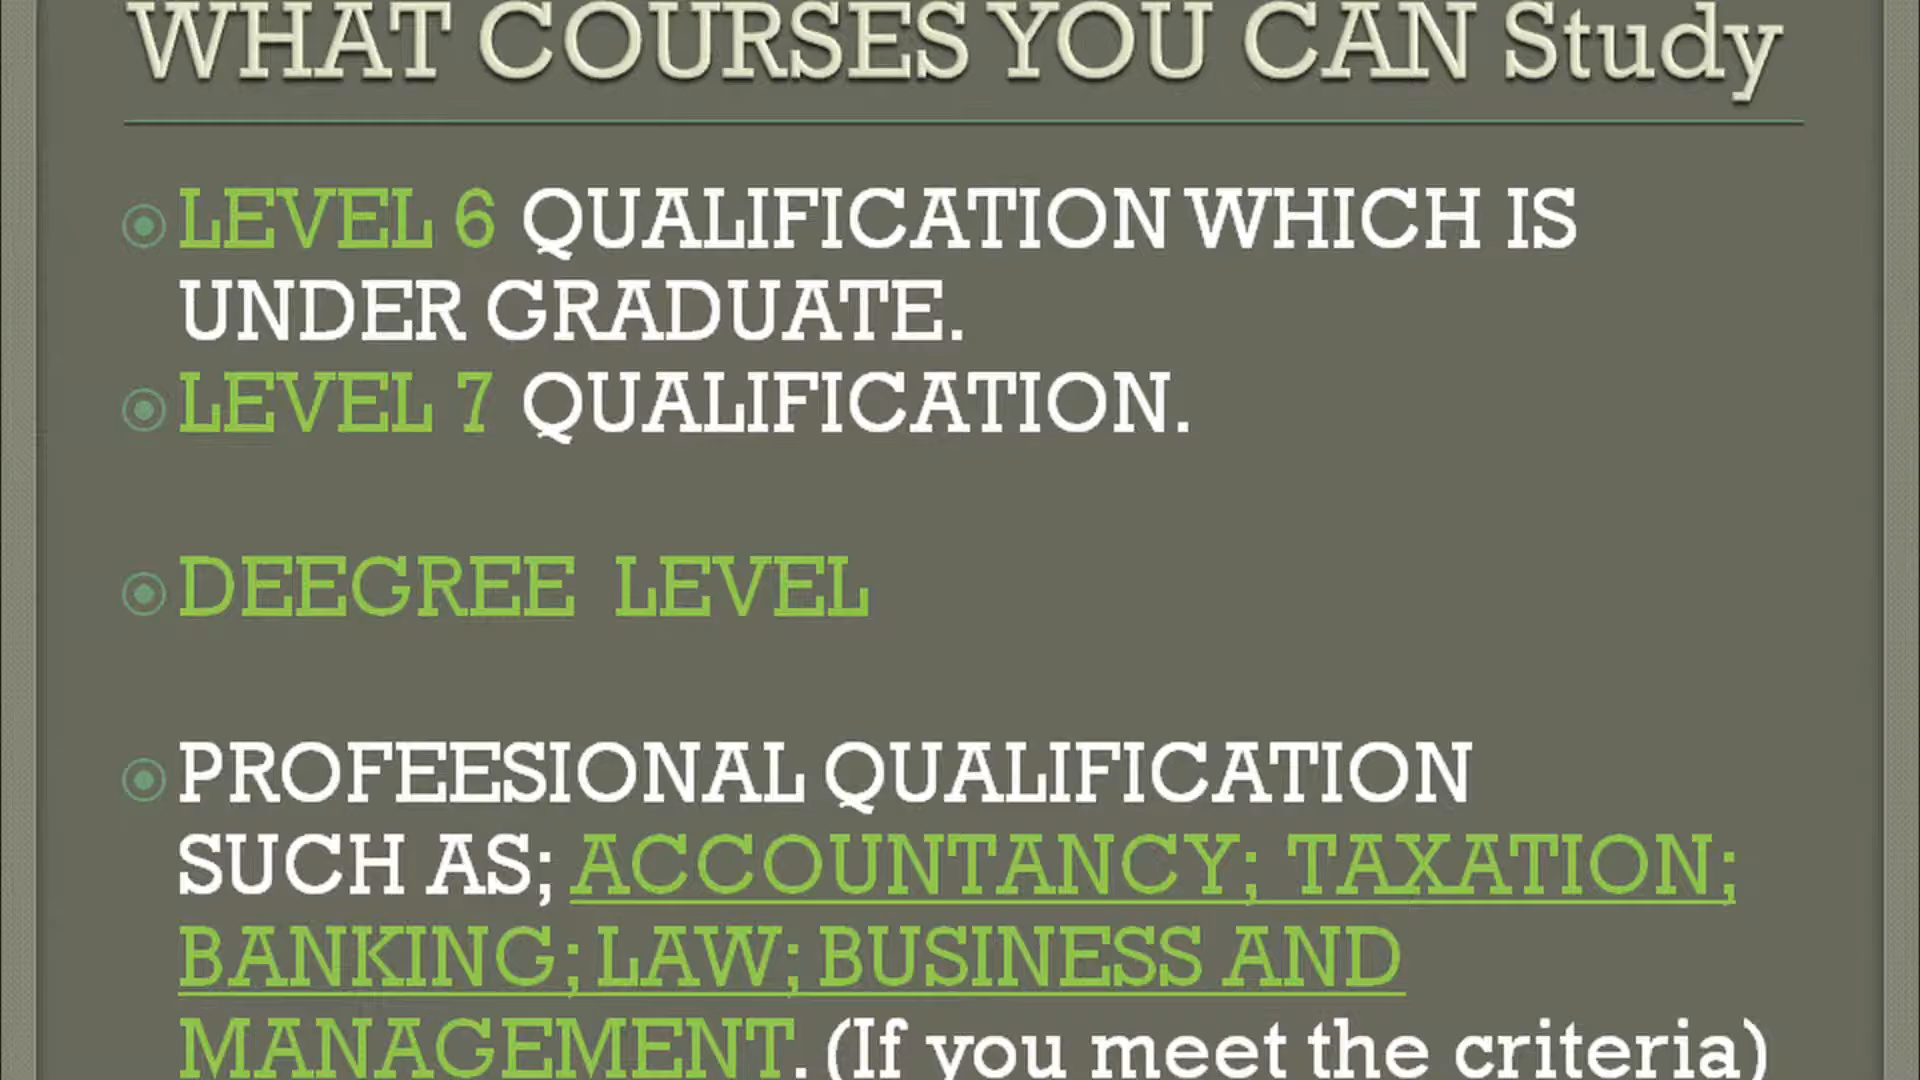 WHAT COURSES YOU CAN Study
LEVEL 6 QUALIFICATION WHICH IS
UNDER GRADUATE.
LEVEL 7 QUALIFICATION.
DEEGREE LEVEL
PROFEESIONAL QUALIFICATION
SUCH AS; ACCOUNTANCY; TAXATION;
BANKING; LAW; BUSINESS AND
MANAGEMENT. (If you meet the criteria)